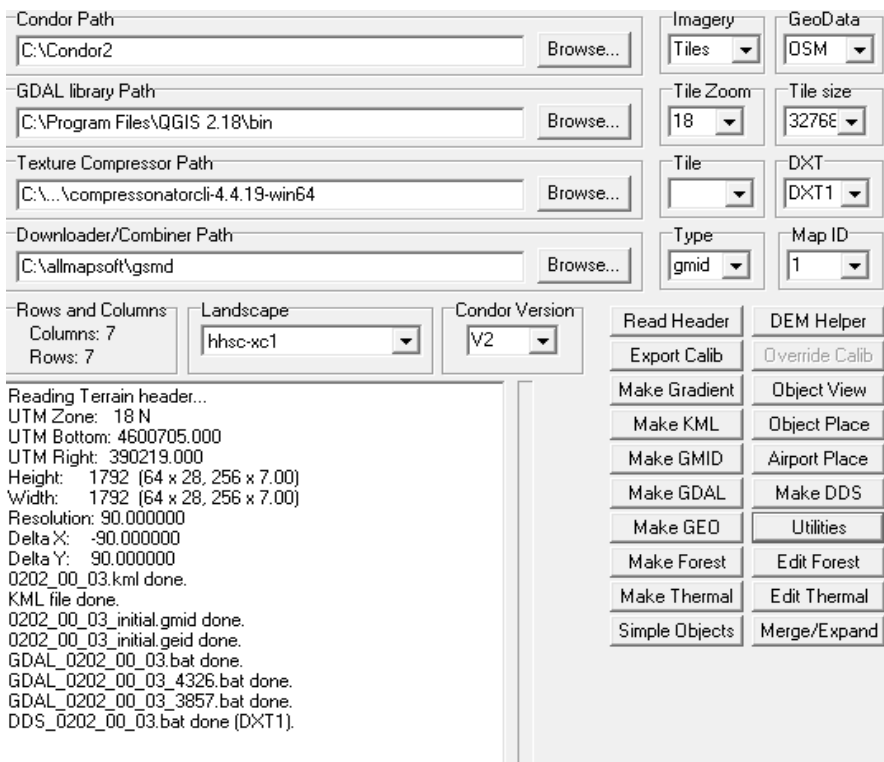 Condor Path
Imagery
GeoData
C:\Condor2
Browse...
Tiles
OSM
GDAL library Path
Tile Zoom
Tile size
C:\Program Files\QGIS 2.18\bin
Browse...
18
32768
Texture Compressor Path
Tile
DXT
C:\...\compressonatorcli-4.4.19-win64
Browse...
DXT1
Downloader/Combiner Path
Type
Map ID
C:\allmapsoft\gsmd
Browse...
gmid
1
Rows and Columns
Landscape
Condor Version
Columns: 7
Rows: 7
hhsc-xc1
V2
Read Header
DEM Helper
Export Calib
Override Calib
Make Gradient
Object View
Make KML
Object Place
Make GMID
Airport Place
Make GDAL
Make DDS
Make GEO
Utilities
Make Forest
Edit Forest
Make Thermal
Edit Thermal
Simple Objects
Merge/Expand
Reading Terrain header...
UTM Zone: 18 N
UTM Bottom: 4600705.000
UTM Right: 390219.000
Height: 1792 (64 x 28, 256 x 7.00)
Width: 1792 (64 x 28, 256 x 7.00)
Resolution: 90.000000
Delta X: -90.000000
Delta Y: 90.000000
0202_00_03.kml done.
KML file done.
0202_00_03_initial.gmid done.
0202_00_03_initial.geid done.
GDAL_0202_00_03.bat done.
GDAL_0202_00_03_4326.bat done.
GDAL_0202_00_03_3857.bat done.
DDS_0202_00_03.bat done (DXT1).